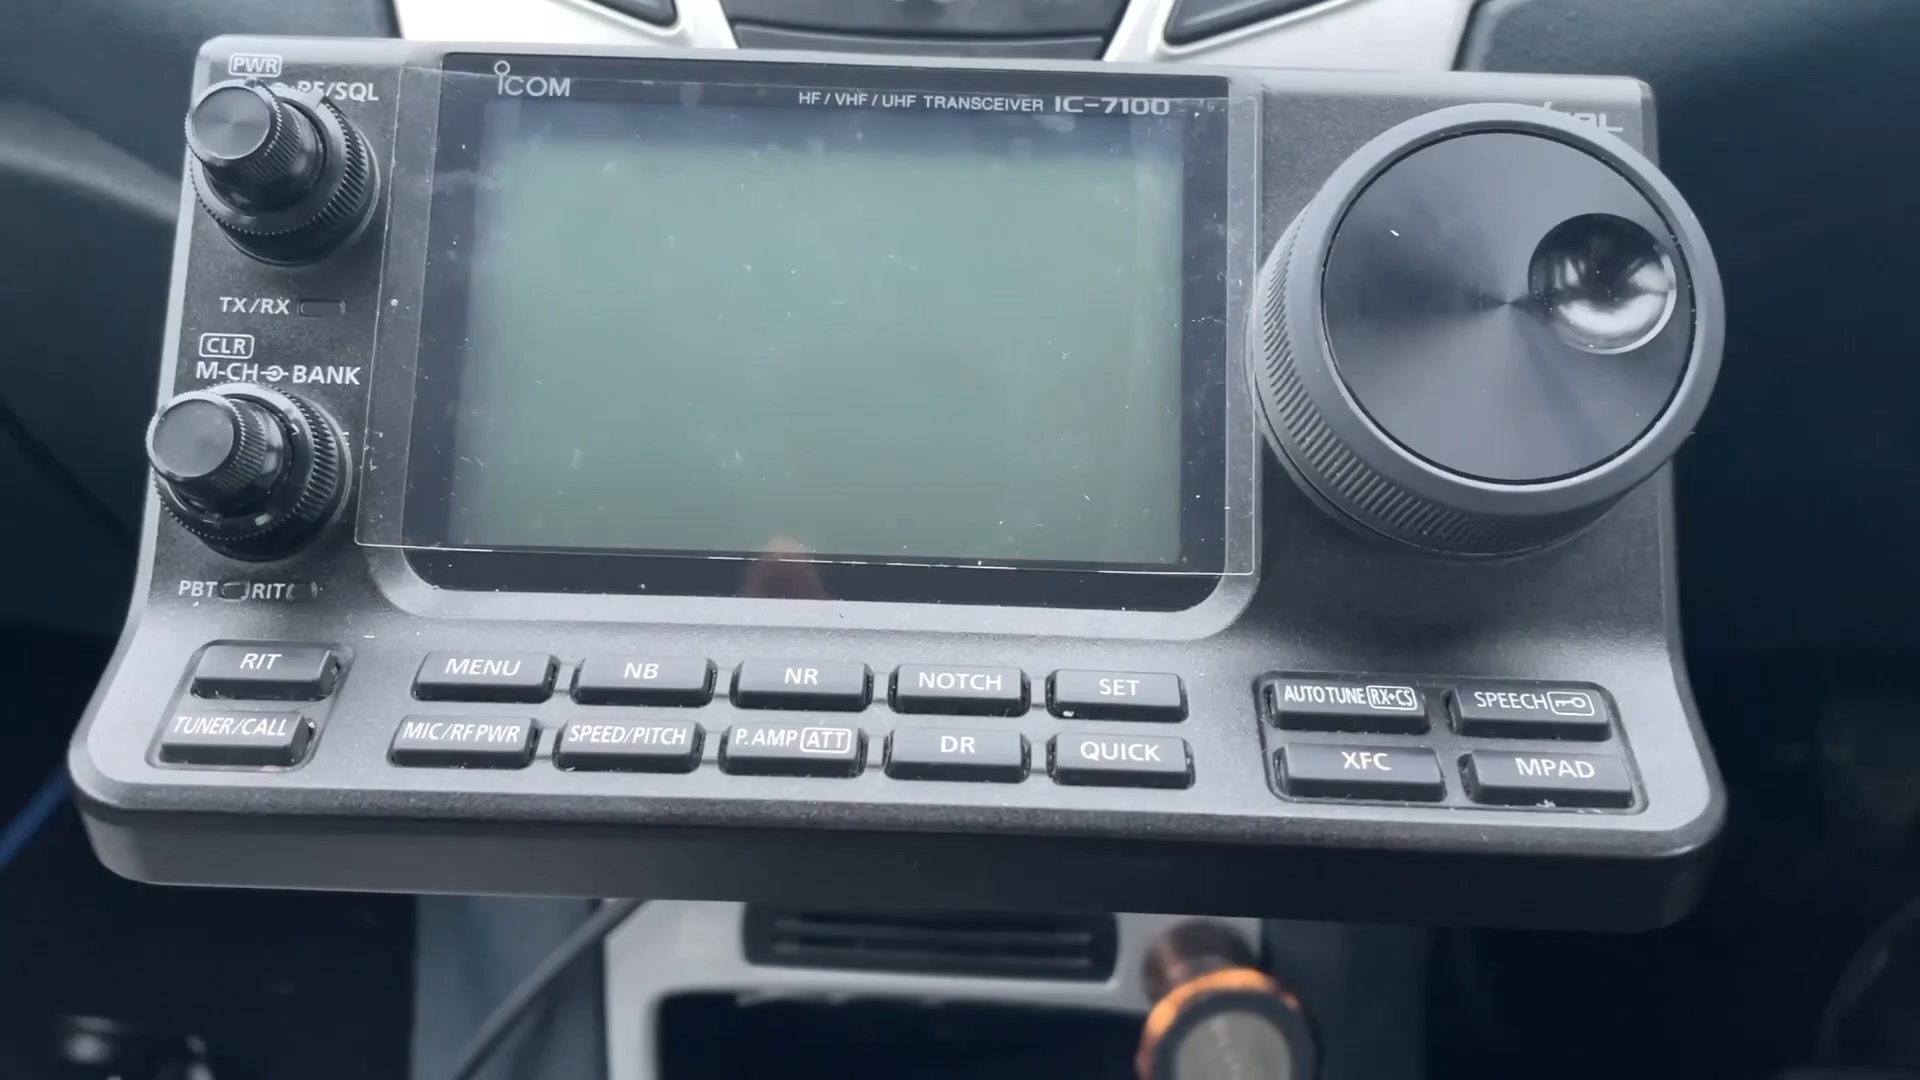 PWR
RF/SQL
ICOM
HF/VHF/UHF TRANSCEIVER IC-7100
TX/RX
CLR
M-CH BANK
PBT RIT
RIT
MENU NB NR NOTCH SET
AUTO TUNE RX→CS SPEECH
TUNER/CALL
MIC/RF PWR SPEED/PITCH P.AMP ATT DR QUICK
XFC MPAD